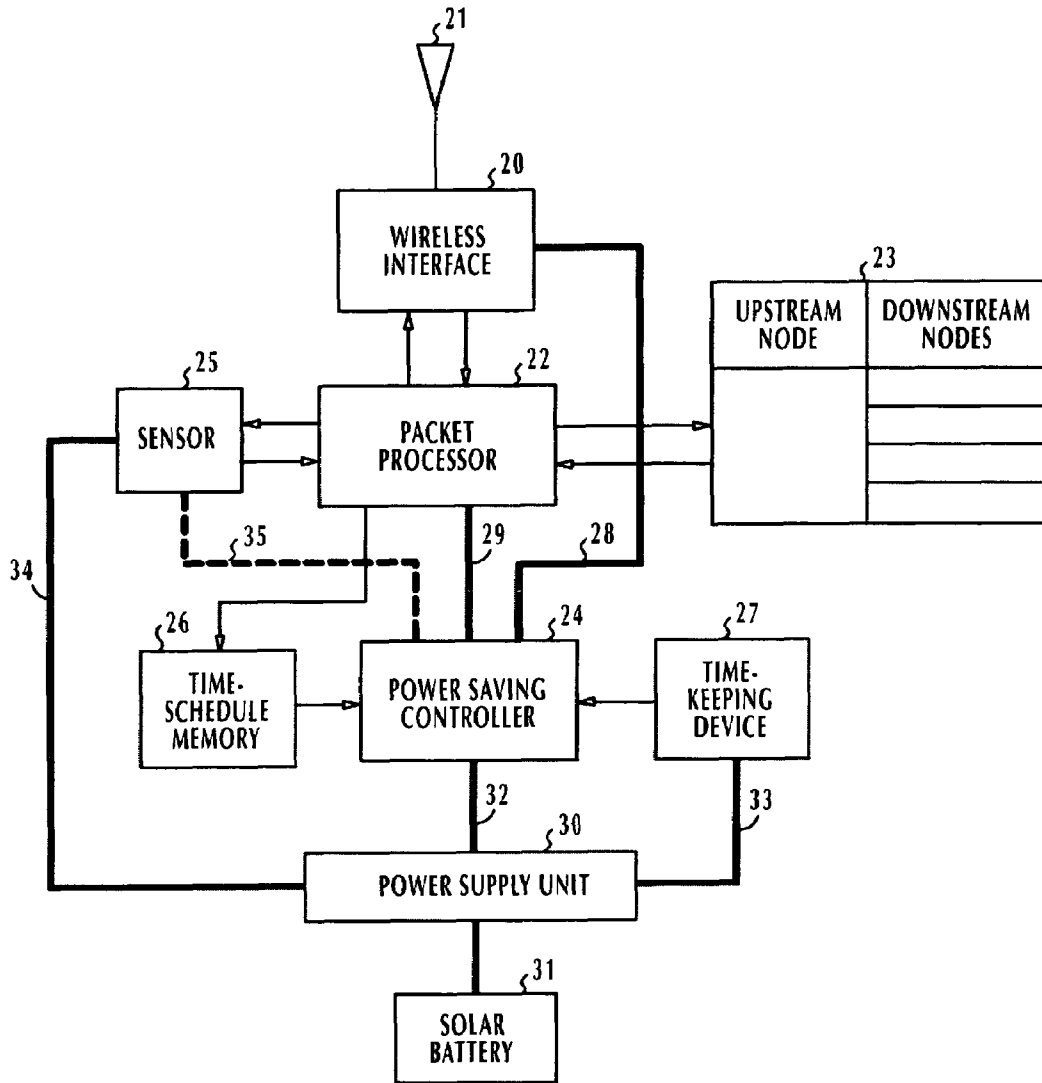 21
20
WIRELESS
INTERFACE
23
UPSTREAM
NODE
DOWNSTREAM
NODES
25
SENSOR
22
PACKET
PROCESSOR
35
29
28
34
26
TIME-
SCHEDULE
MEMORY
24
POWER SAVING
CONTROLLER
27
TIME-
KEEPING
DEVICE
32
33
30
POWER SUPPLY UNIT
31
SOLAR
BATTERY